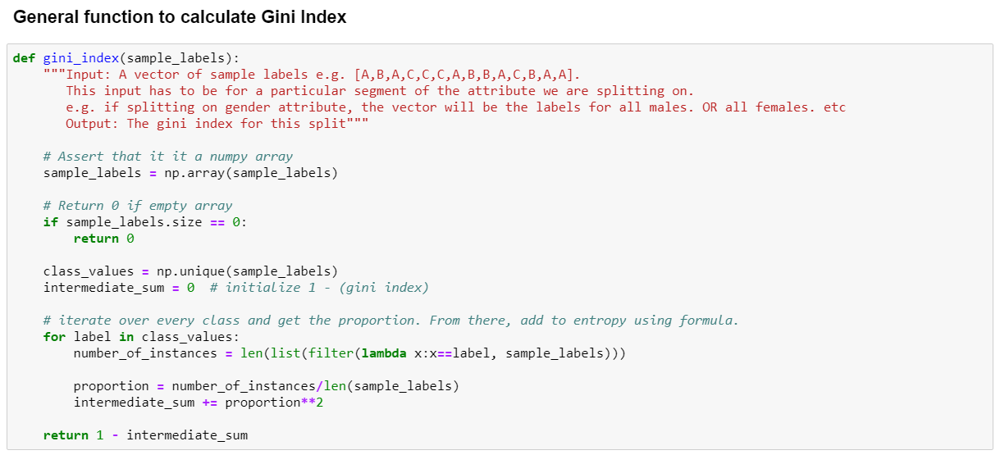 General function to calculate Gini Index
def gini_index(sample_labels):
    """Input: A vector of sample labels e.g. [A,B,A,C,C,C,A,B,B,A,C,B,A,A].
       This input has to be for a particular segment of the attribute we are splitting on.
       e.g. if splitting on gender attribute, the vector will be the labels for all males. OR all females. etc
       Output: The gini index for this split"""
    # Assert that it it a numpy array
    sample_labels = np.array(sample_labels)
    # Return 0 if empty array
    if sample_labels.size == 0:
        return 0
    class_values = np.unique(sample_labels)
    intermediate_sum = 0  # initialize 1 - (gini index)
    # iterate over every class and get the proportion. From there, add to entropy using formula.
    for label in class_values:
        number_of_instances = len(list(filter(lambda x:x==label, sample_labels)))
        proportion = number_of_instances/len(sample_labels)
        intermediate_sum += proportion**2
    return 1 - intermediate_sum